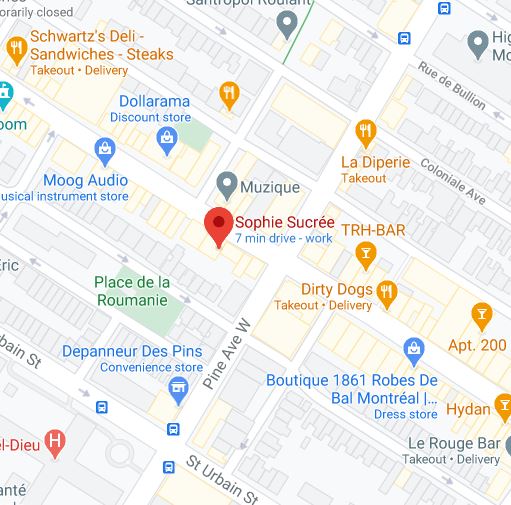 orarily closed
Santropol Roulant
Schwartz's Deli -
Sandwiches - Steaks
Takeout • Delivery
Hig
Mo
Rue de Bullion
Dollarama
Discount store
oom
La Diperie
Takeout
Coloniale Ave
Moog Audio
usical instrument store
Muzique
Sophie Sucrée
7 min drive - work
TRH-BAR
Eric
Place de la
Roumanie
Dirty Dogs
Takeout • Delivery
Apt. 200
Urbain St
Depanneur Des Pins
Convenience store
Pine Ave W
Boutique 1861 Robes De
Bal Montréal |...
Dress store
Hydan
el-Dieu
H
Le Rouge Bar
Takeout • Delivery
St Urbain St
anté